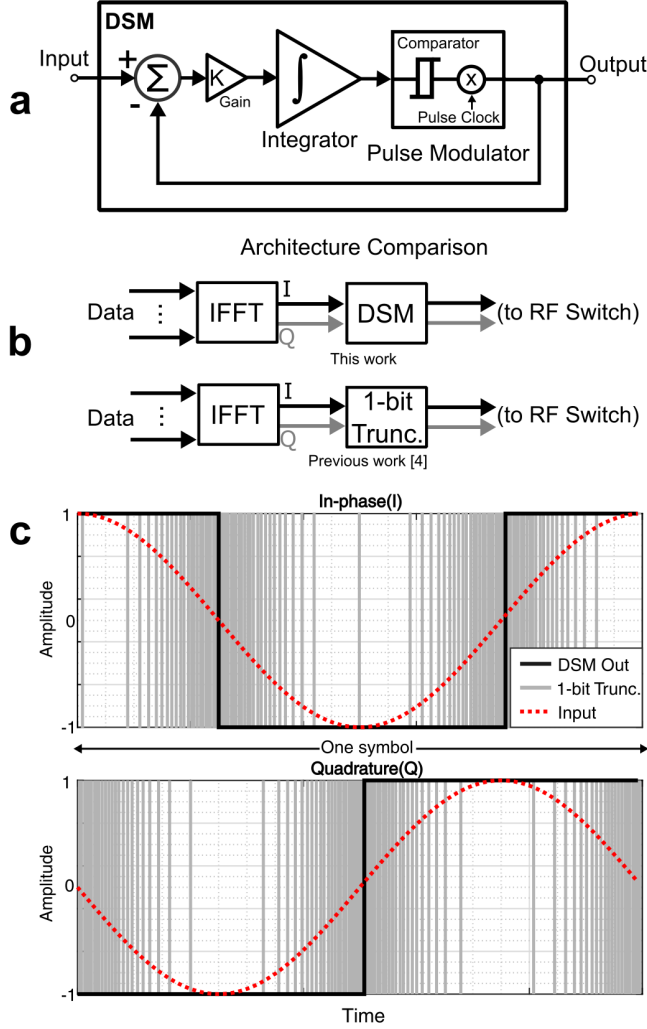 DSM
Input
+
Σ
-
K
Gain
∫
Integrator
Comparator
x
Pulse Clock
Pulse Modulator
Output
a
Architecture Comparison
b
Data
⋮
IFFT
I
Q
DSM
(to RF Switch)
This work
Data
⋮
IFFT
I
Q
1-bit
Trunc.
(to RF Switch)
Previous work [4]
c
In-phase(I)
1
0
-1
Amplitude
DSM Out
1-bit Trunc.
Input
One symbol
Quadrature(Q)
1
0
-1
Amplitude
Time